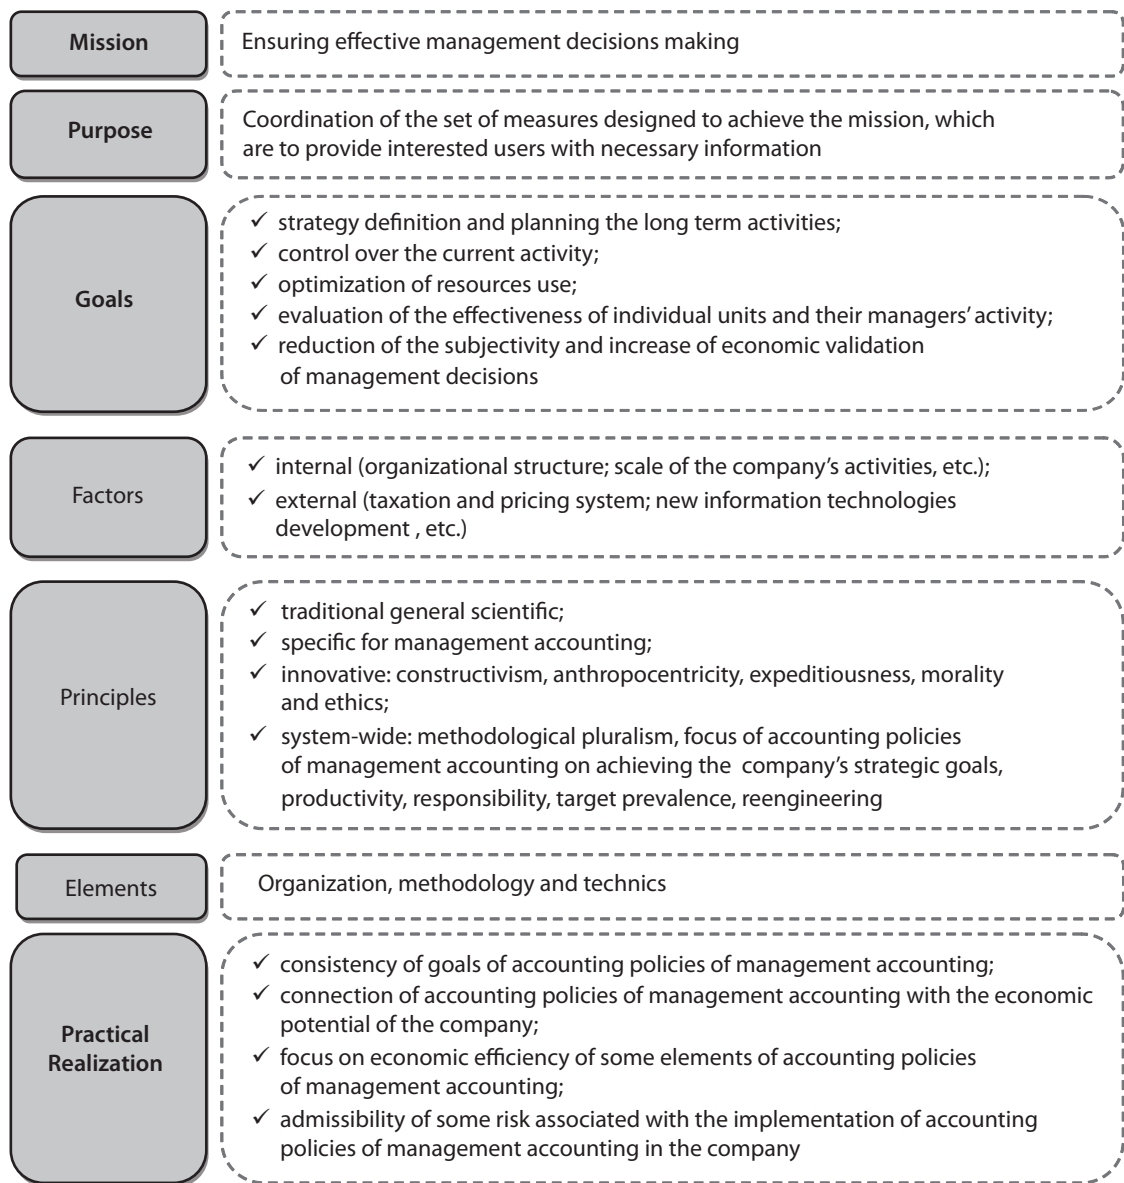 Mission
Ensuring effective management decisions making
Purpose
Coordination of the set of measures designed to achieve the mission, which
are to provide interested users with necessary information
Goals
✓ strategy definition and planning the long term activities;
✓ control over the current activity;
✓ optimization of resources use;
✓ evaluation of the effectiveness of individual units and their managers’ activity;
✓ reduction of the subjectivity and increase of economic validation
of management decisions
Factors
✓ internal (organizational structure; scale of the company’s activities, etc.);
✓ external (taxation and pricing system; new information technologies
development , etc.)
Principles
✓ traditional general scientific;
✓ specific for management accounting;
✓ innovative: constructivism, anthropocentricity, expeditiousness, morality
and ethics;
✓ system-wide: methodological pluralism, focus of accounting policies
of management accounting on achieving the company’s strategic goals,
productivity, responsibility, target prevalence, reengineering
Elements
Organization, methodology and technics
Practical
Realization
✓ consistency of goals of accounting policies of management accounting;
✓ connection of accounting policies of management accounting with the economic
potential of the company;
✓ focus on economic efficiency of some elements of accounting policies
of management accounting;
✓ admissibility of some risk associated with the implementation of accounting
policies of management accounting in the company